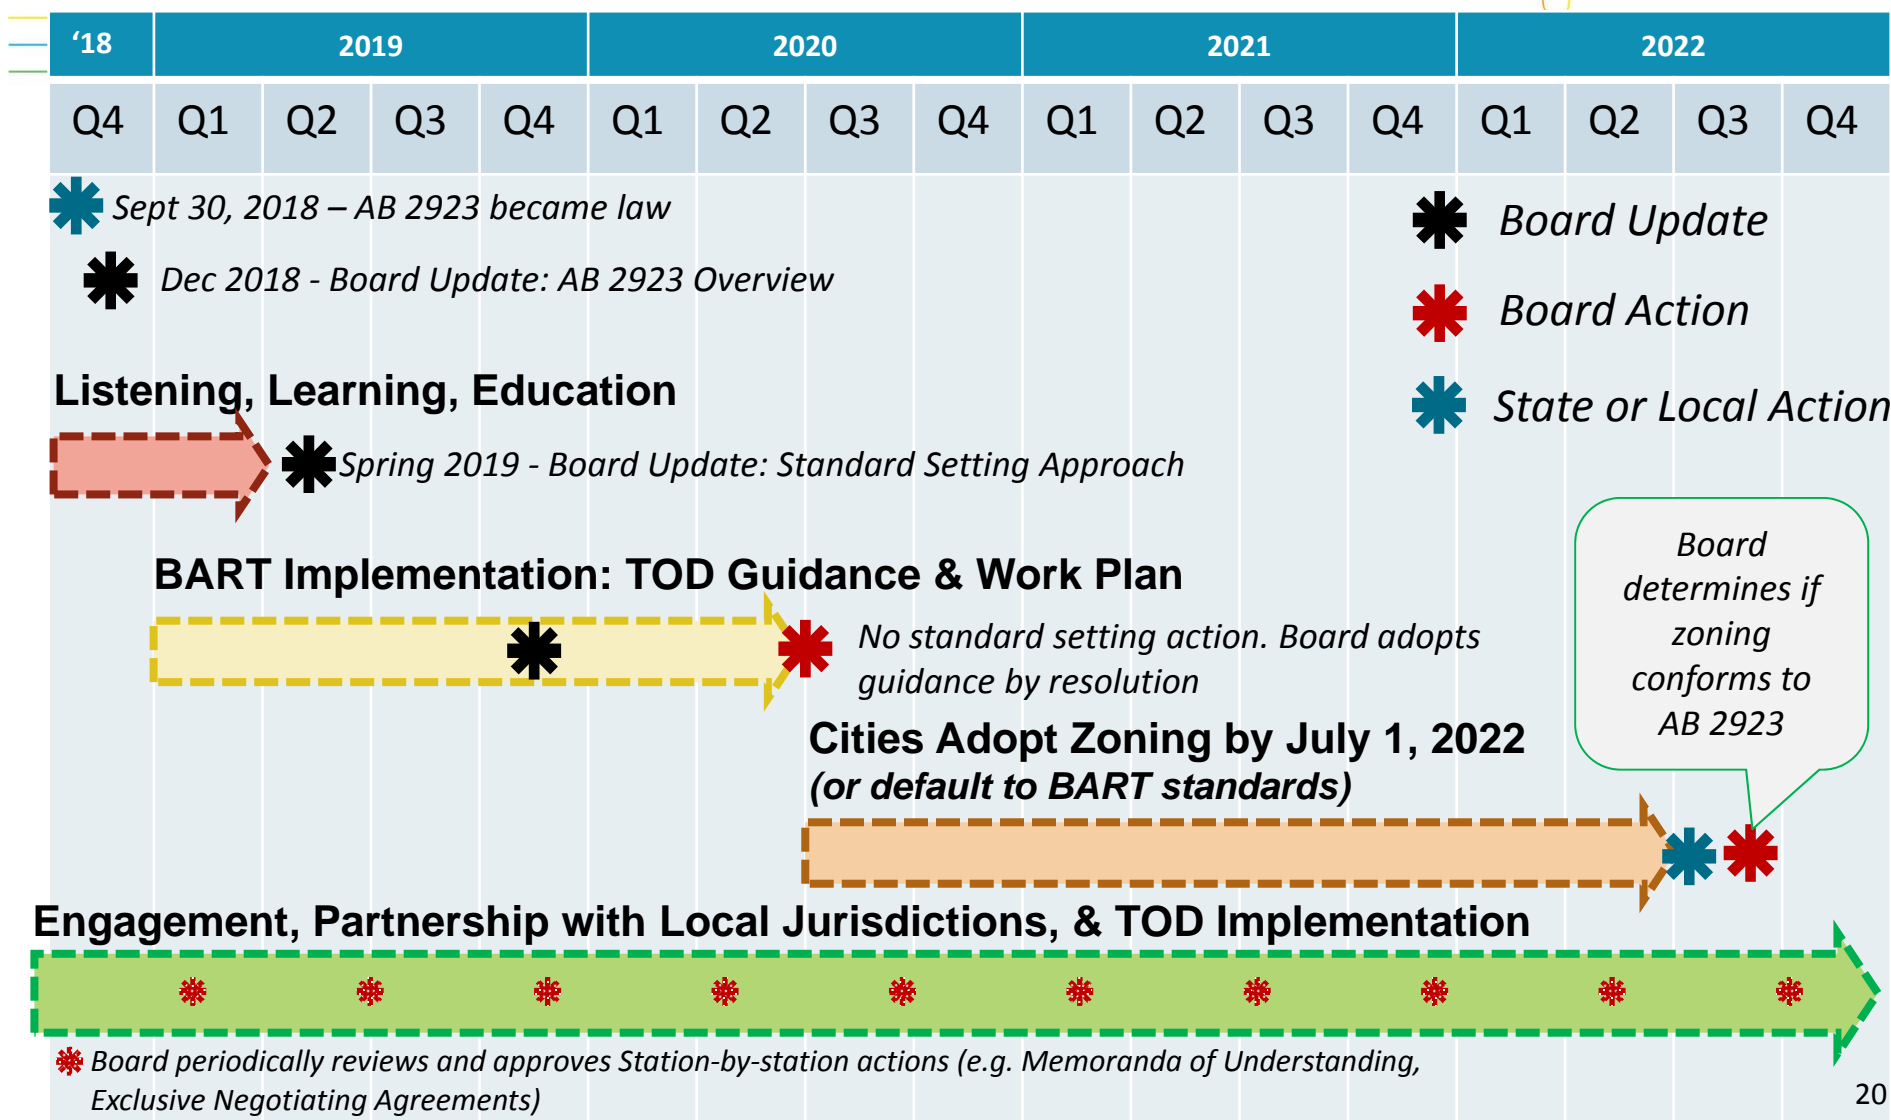 ‘18 2019 2020 2021 2022
Q4 Q1 Q2 Q3 Q4 Q1 Q2 Q3 Q4 Q1 Q2 Q3 Q4 Q1 Q2 Q3 Q4
Sept 30, 2018 – AB 2923 became law
Dec 2018 - Board Update: AB 2923 Overview
Board Update
Board Action
State or Local Action
Listening, Learning, Education
Spring 2019 - Board Update: Standard Setting Approach
BART Implementation: TOD Guidance & Work Plan
No standard setting action. Board adopts
guidance by resolution
Board
determines if
zoning
conforms to
AB 2923
Cities Adopt Zoning by July 1, 2022
(or default to BART standards)
Engagement, Partnership with Local Jurisdictions, & TOD Implementation
Board periodically reviews and approves Station-by-station actions (e.g. Memoranda of Understanding,
Exclusive Negotiating Agreements)
20